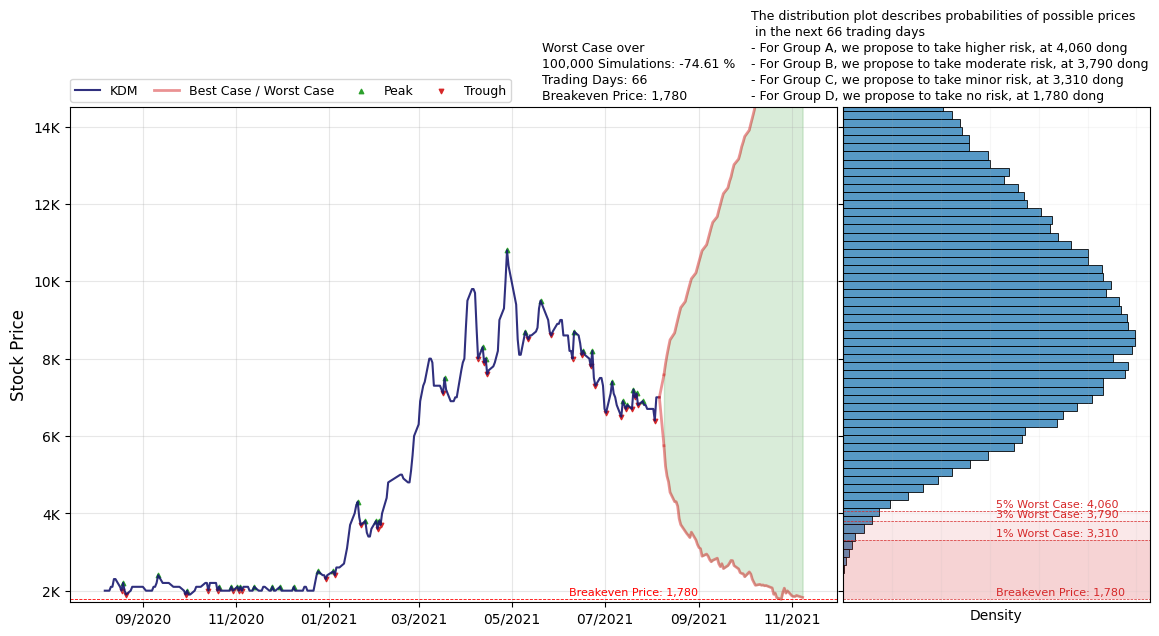 The distribution plot describes probabilities of possible prices
in the next 66 trading days
- For Group A, we propose to take higher risk, at 4,060 dong
- For Group B, we propose to take moderate risk, at 3,790 dong
- For Group C, we propose to take minor risk, at 3,310 dong
- For Group D, we propose to take no risk, at 1,780 dong
Worst Case over
100,000 Simulations: -74.61 %
Trading Days: 66
Breakeven Price: 1,780
KDM
Best Case / Worst Case
Peak
Trough
Stock Price
14K
12K
10K
8K
6K
4K
2K
Breakeven Price: 1,780
09/2020
11/2020
01/2021
03/2021
05/2021
07/2021
09/2021
11/2021
5% Worst Case: 4,060
3% Worst Case: 3,790
1% Worst Case: 3,310
Breakeven Price: 1,780
Density